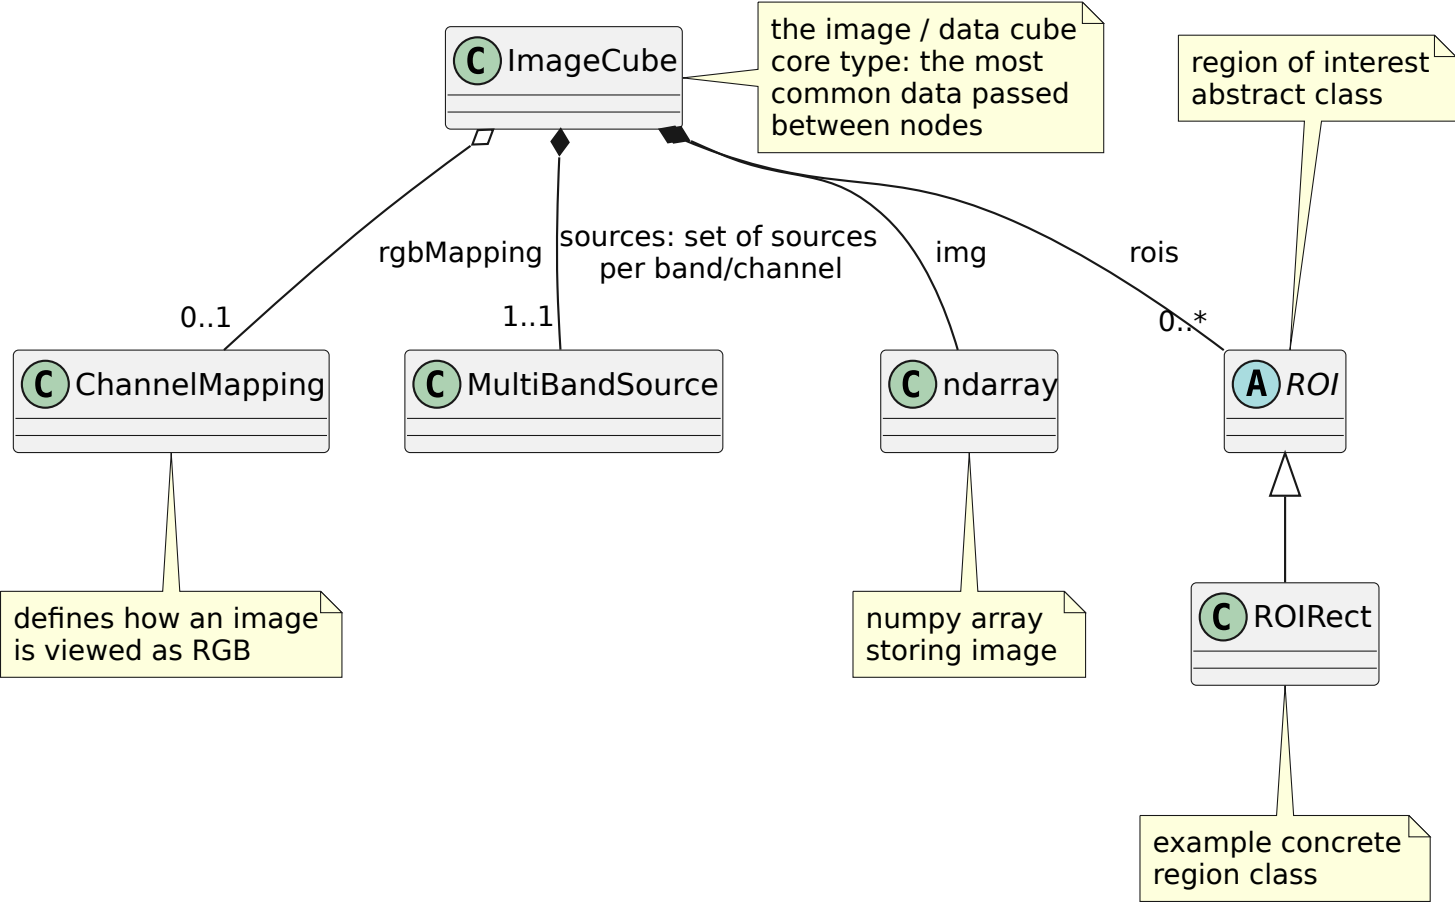 C ImageCube
the image / data cube
core type: the most
common data passed
between nodes
region of interest
abstract class
rgbMapping
sources: set of sources
per band/channel
img
rois
0..1
1..1
0..*
C ChannelMapping
C MultiBandSource
C ndarray
A ROI
defines how an image
is viewed as RGB
numpy array
storing image
C ROIRect
example concrete
region class